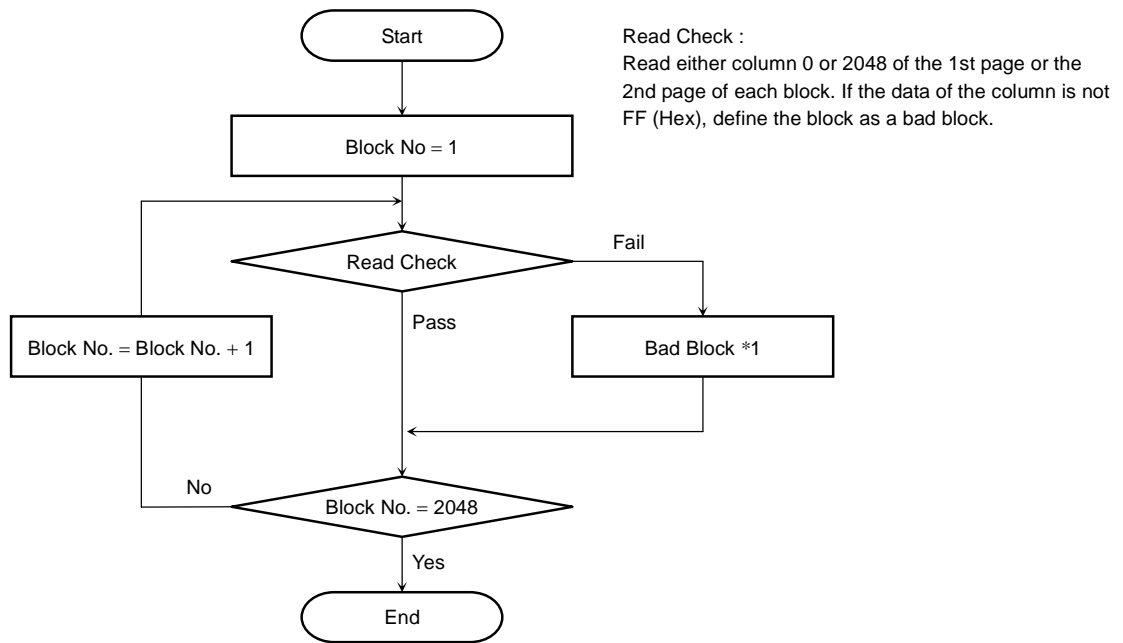 Start
Read Check :
Read either column 0 or 2048 of the 1st page or the
2nd page of each block. If the data of the column is not
FF (Hex), define the block as a bad block.
Block No = 1
Read Check
Fail
Pass
Block No. = Block No. + 1
Bad Block *1
No
Block No. = 2048
Yes
End